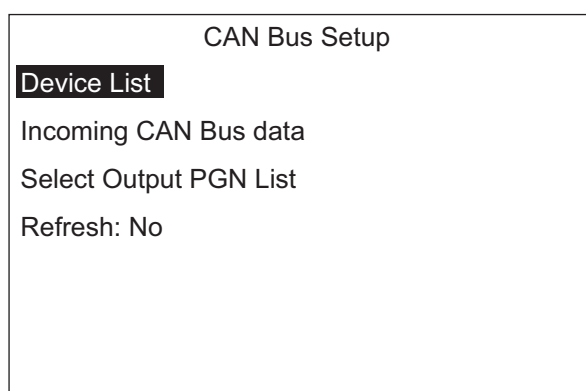 CAN Bus Setup
Device List
Incoming CAN Bus data
Select Output PGN List
Refresh: No